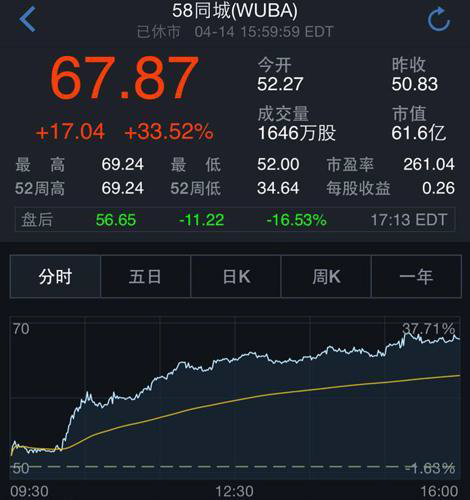 58同城(WUBA)
已休市 04-14 15:59:59 EDT
67.87
+17.04 +33.52%
今开 昨收
52.27 50.83
成交量 市值
1646万股 61.6亿
最高 69.24 最低 52.00 市盈率 261.04
52周高 69.24 52周低 34.64 每股收益 0.26
盘后 56.65 -11.22 -16.53% 17:13 EDT
分时 五日 日K 周K 一年
70 37.71%
50 -1.63%
09:30 12:30 16:00